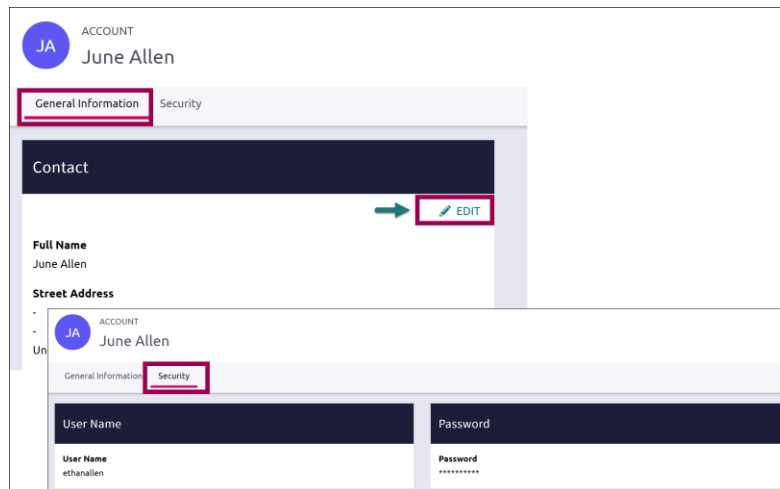 JA
ACCOUNT
June Allen
General Information Security
Contact
EDIT
Full Name
June Allen
Street Address
-
-
Un
JA
ACCOUNT
June Allen
General Information Security
User Name
Password
User Name
ethanallen
Password
**********